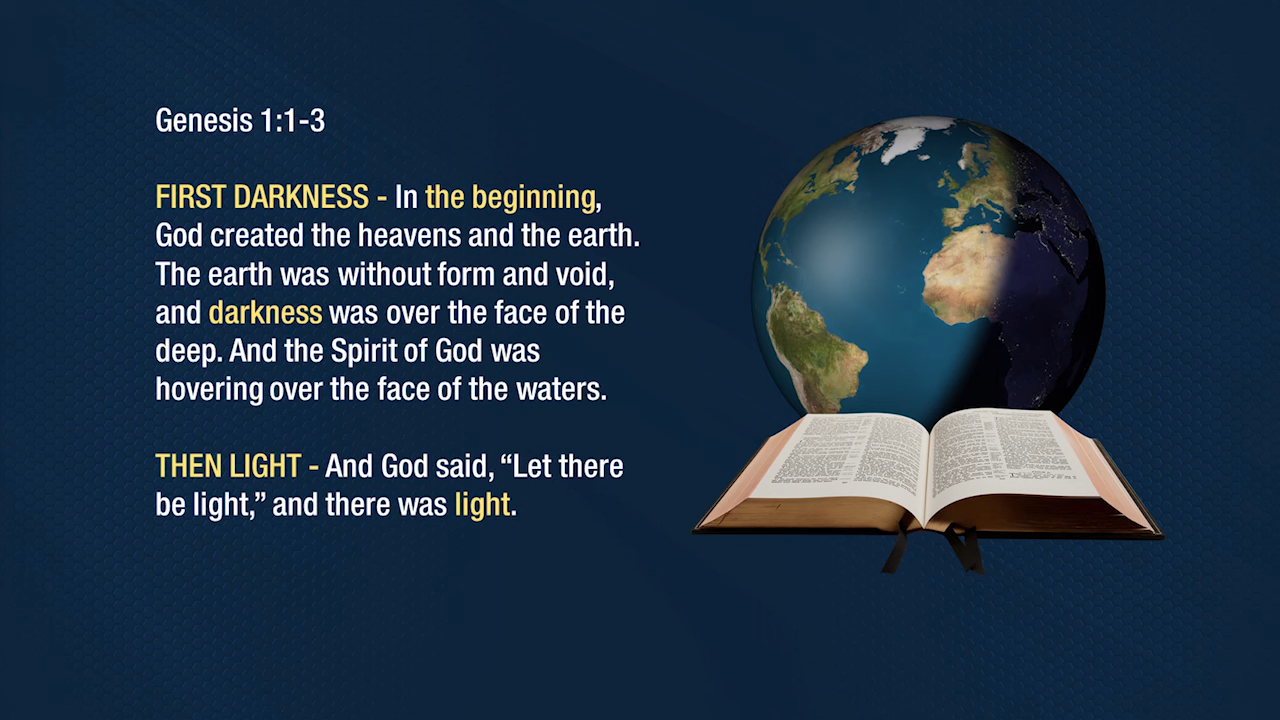 Genesis 1:1-3
FIRST DARKNESS - In the beginning,
God created the heavens and the earth.
The earth was without form and void,
and darkness was over the face of the
deep. And the Spirit of God was
hovering over the face of the waters.
THEN LIGHT - And God said, “Let there
be light,” and there was light.